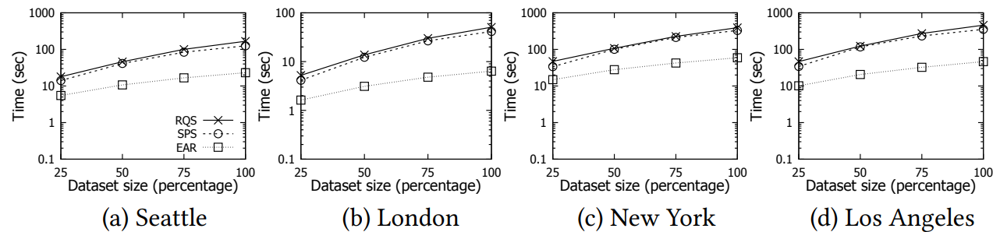 1000
100
10
1
0.1
Time (sec)
RQS
SPS
EAR
25 50 75 100
Dataset size (percentage)
(a) Seattle
100
10
1
0.1
Time (sec)
25 50 75 100
Dataset size (percentage)
(b) London
1000
100
10
1
0.1
Time (sec)
25 50 75 100
Dataset size (percentage)
(c) New York
1000
100
10
1
0.1
Time (sec)
25 50 75 100
Dataset size (percentage)
(d) Los Angeles